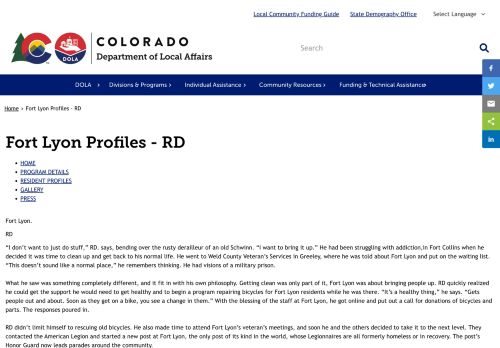 Local Community Funding Guide State Demography Office Select Language
COLORADO
Department of Local Affairs
CO
DOLA
Search
DOLA Divisions & Programs Individual Assistance Community Resources Funding & Technical Assistance
Home › Fort Lyon Profiles - RD
Fort Lyon Profiles - RD
HOME
PROGRAM DETAILS
RESIDENT PROFILES
GALLERY
PRESS
Fort Lyon.
RD
“I don’t want to just do stuff,” RD. says, bending over the rusty derailleur of an old Schwinn. “I want to bring it up.” He had been struggling with addiction,in Fort Collins when he
decided it was time to clean up and get back to his normal life. He went to Weld County Veteran’s Services in Greeley, where he was told about Fort Lyon and put on the waiting list.
“This doesn’t sound like a normal place,” he remembers thinking. He had visions of a military prison.
What he saw was something completely different, and it fit in with his own philosophy. Getting clean was only part of it, Fort Lyon was about bringing people up. RD quickly realized
he could get the support he would need to get healthy and to begin a program repairing bicycles for Fort Lyon residents while he was there. “It’s a healthy thing,” he says. “Gets
people out and about. Soon as they get on a bike, you see a change in them.” With the blessing of the staff at Fort Lyon, he got online and put out a call for donations of bicycles and
parts. The responses poured in.
RD didn’t limit himself to rescuing old bicycles. He also made time to attend Fort Lyon’s veteran’s meetings, and soon he and the others decided to take it to the next level. They
contacted the American Legion and started a new post at Fort Lyon, the only post of its kind in the world, whose Legionnaires are all formerly homeless or in recovery. The post’s
Honor Guard now leads parades around the community.